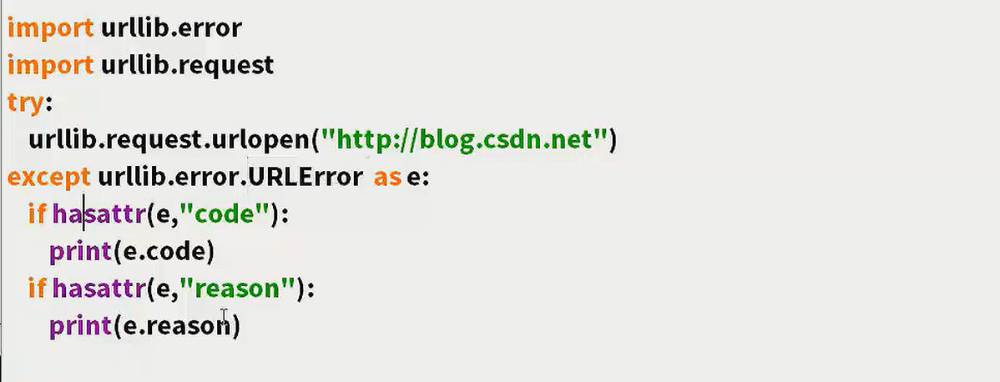 import urllib.error
import urllib.request
try:
    urllib.request.urlopen("http://blog.csdn.net")
except urllib.error.URLError as e:
    if hasattr(e,"code"):
        print(e.code)
    if hasattr(e,"reason"):
        print(e.reason)